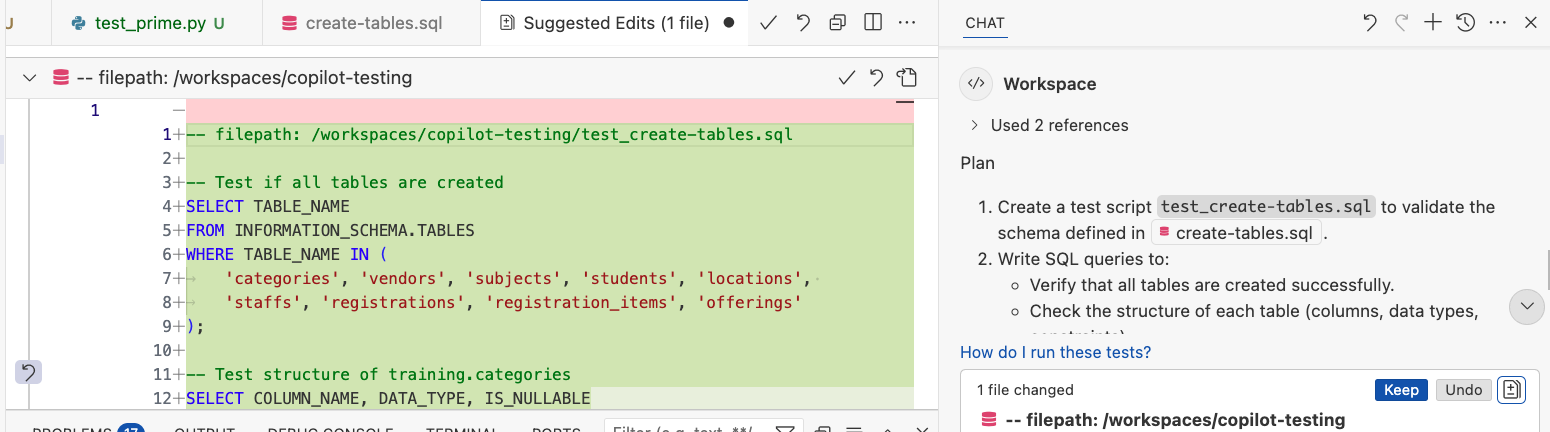 J
test_prime.py U
create-tables.sql
Suggested Edits (1 file)
-- filepath: /workspaces/copilot-testing
1
1 -- filepath: /workspaces/copilot-testing/test_create-tables.sql
2
3 -- Test if all tables are created
4 SELECT TABLE_NAME
5 FROM INFORMATION_SCHEMA.TABLES
6 WHERE TABLE_NAME IN (
7 'categories', 'vendors', 'subjects', 'students', 'locations',
8 'staffs', 'registrations', 'registration_items', 'offerings'
9 );
10
11 -- Test structure of training.categories
12 SELECT COLUMN_NAME, DATA_TYPE, IS_NULLABLE
PROBLEMS 17 OUTPUT DEBUG CONSOLE TERMINAL PORTS Filter (e.g. text, **/
CHAT
Workspace
Used 2 references
Plan
1. Create a test script test_create-tables.sql to validate the
schema defined in create-tables.sql .
2. Write SQL queries to:
Verify that all tables are created successfully.
Check the structure of each table (columns, data types,
constraints)
How do I run these tests?
1 file changed
Keep Undo
-- filepath: /workspaces/copilot-testing